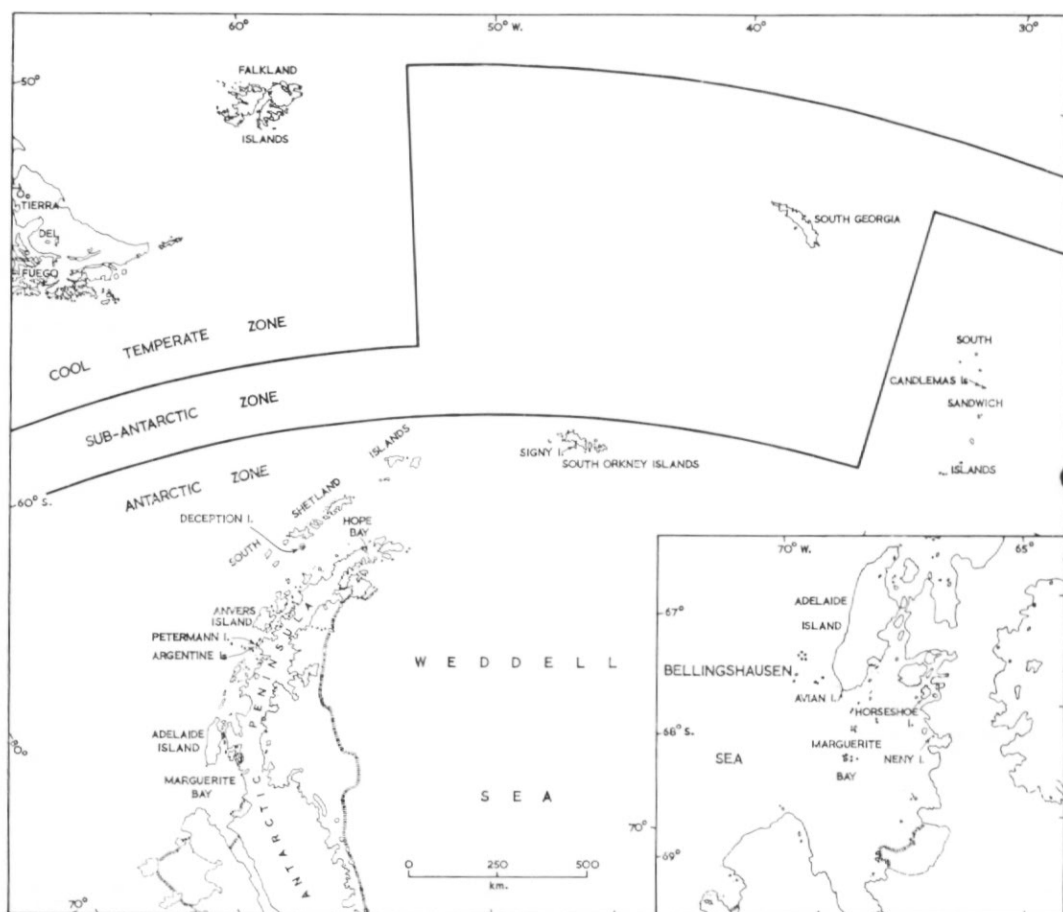 60°
50° W.
40°
30°
50°
FALKLAND
ISLANDS
TIERRA
DEL
FUEGO
SOUTH GEORGIA
COOL TEMPERATE ZONE
SUB-ANTARCTIC ZONE
ANTARCTIC ZONE
60° S.
SOUTH
CANDLEMAS Is
SANDWICH
ISLANDS
SIGNY I.
SOUTH ORKNEY ISLANDS
SOUTH SHETLAND ISLANDS
DECEPTION I.
HOPE
BAY
ANVERS
ISLAND
PETERMANN I.
ARGENTINE Is
ANTARCTIC PENINSULA
ADELAIDE
ISLAND
MARGUERITE
BAY
WEDDELL
SEA
0 250 500
km.
70°
70°
70° W.
65°
67°
ADELAIDE
ISLAND
BELLINGSHAUSEN
AVIAN I.
HORSESHOE
I.
68° S.
SEA
MARGUERITE
BAY
NENY I.
69°